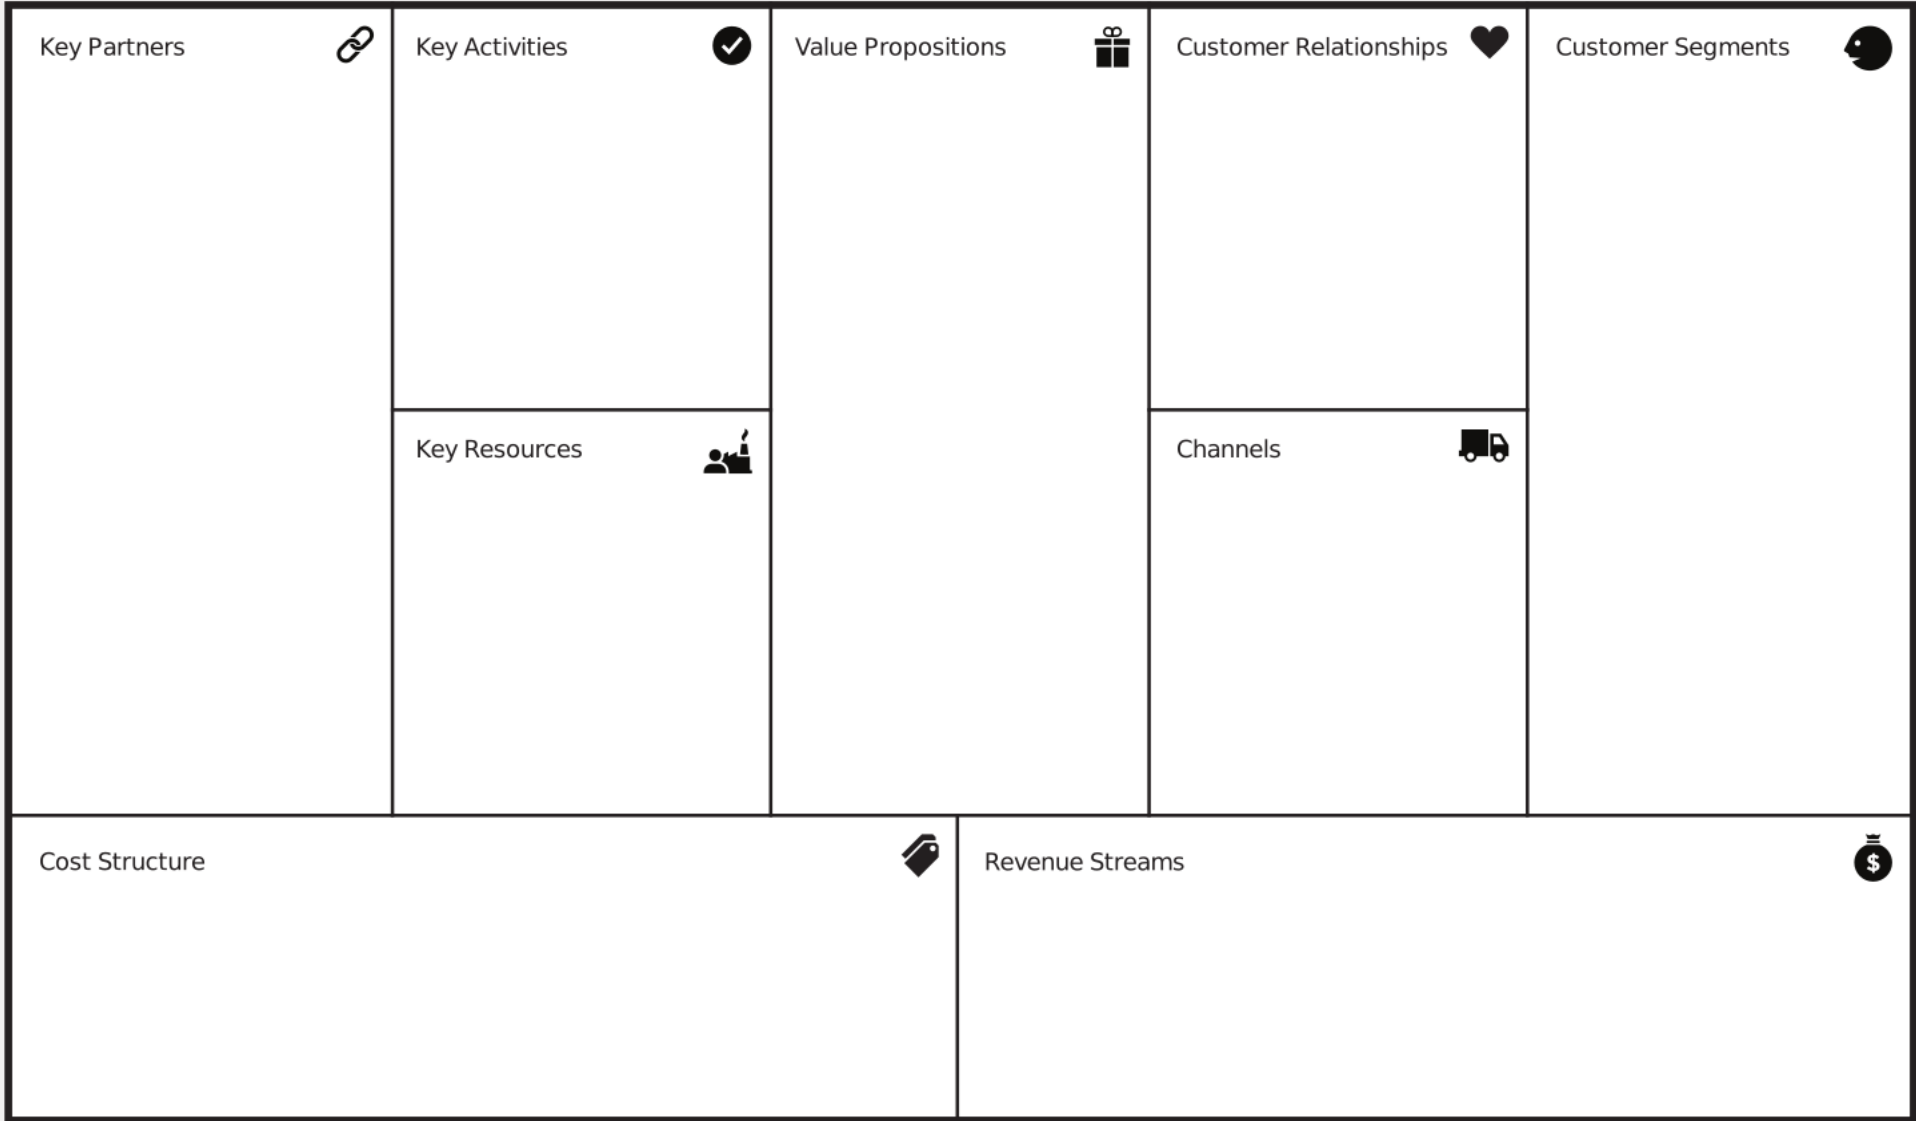 Key Partners
Key Activities
Value Propositions
Customer Relationships
Customer Segments
Key Resources
Channels
Cost Structure
Revenue Streams
$